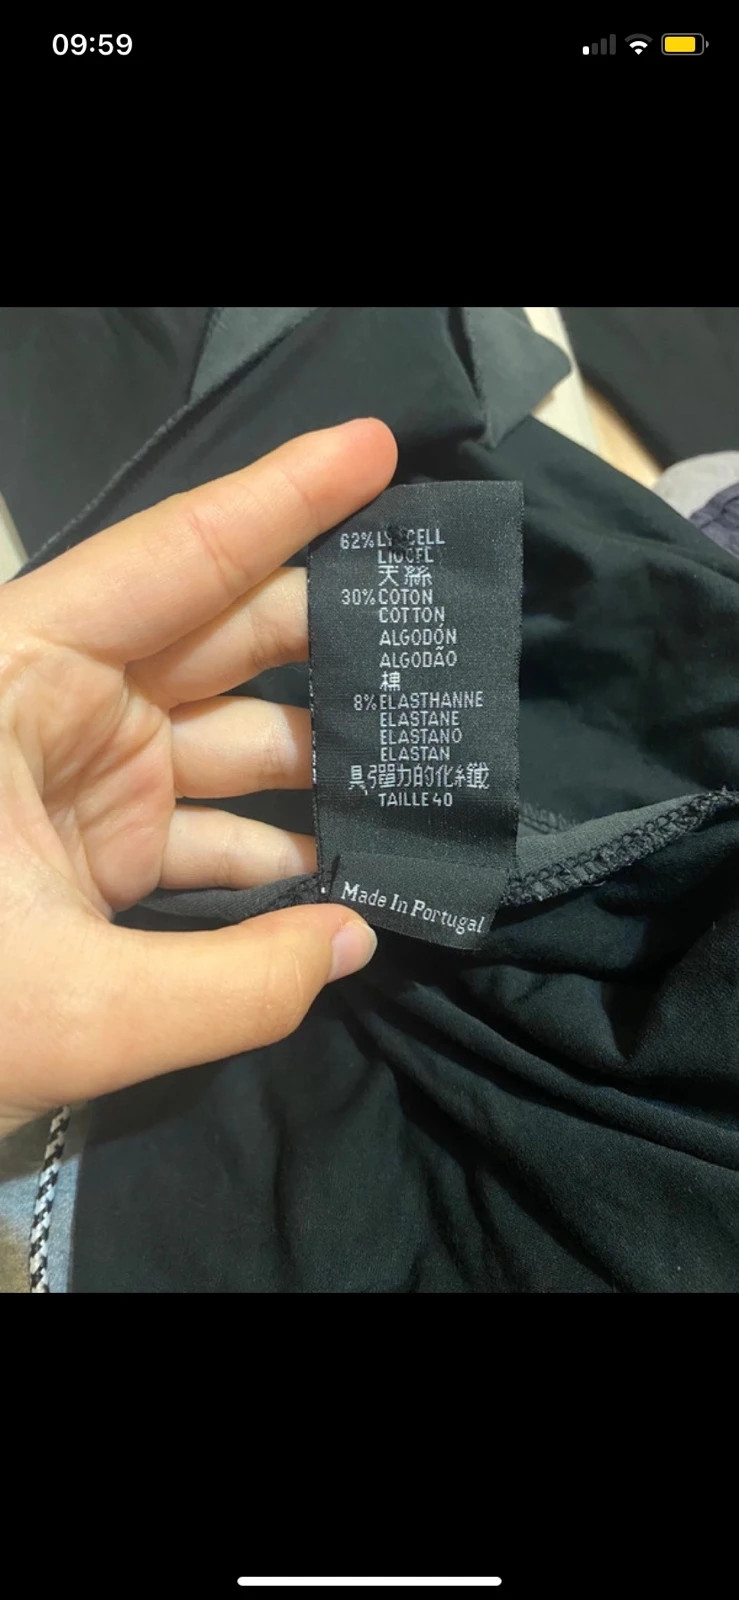 09:59
62% LYOCELL
LIOCEL
天絲
30% COTON
COTTON
ALGODÓN
ALGODÃO
棉
8% ELASTHANNE
ELASTANE
ELASTANO
ELASTAN
具彈力的化纖
TAILLE 40
Made In Portugal